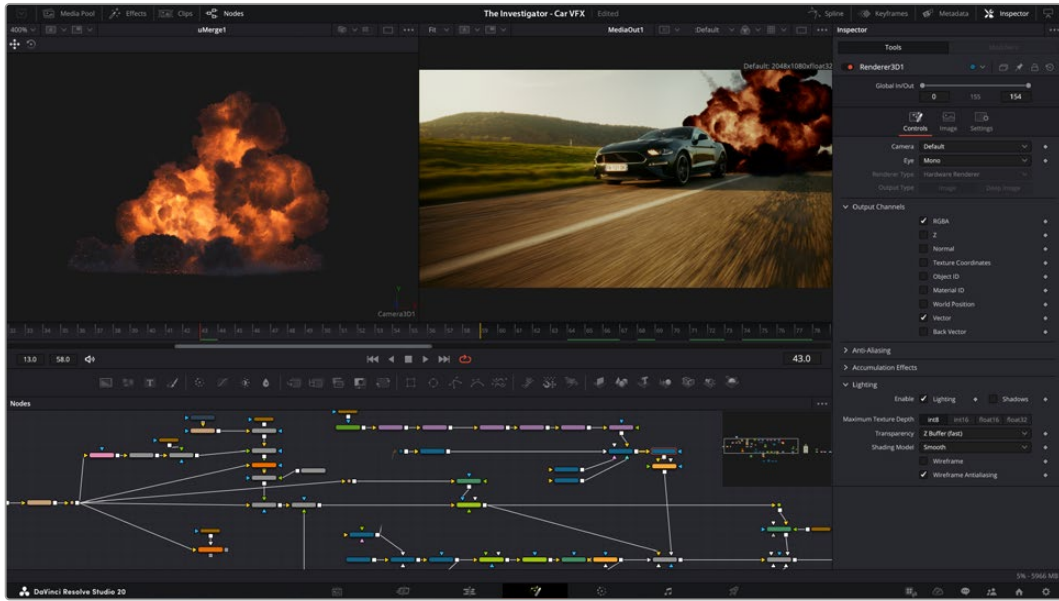 Media Pool Effects Clips Nodes The Investigator - Car VFX Edited Spline Keyframes Metadata Inspector
400% uMerge1 Fit MediaOut1 Default Inspector
Tools
Default: 2048x1080xfloat32
Renderer3D1
Global In/Out
0 155 154
Controls Image Settings
Camera Default
Eye Mono
Renderer Type Hardware Renderer
Output Type Image Deep Image
Output Channels
RGBA
Z
Normal
Texture Coordinates
Object ID
Material ID
World Position
Vector
Back Vector
Camera3D1
13.0 58.0 43.0
Anti-Aliasing
Accumulation Effects
Lighting
Enable Lighting Shadows
Maximum Texture Depth int8 int16 float16 float32
Transparency Z Buffer (fast)
Shading Model Smooth
Wireframe
Wireframe Antialiasing
Nodes
5% - 5966 MB
DaVinci Resolve Studio 20